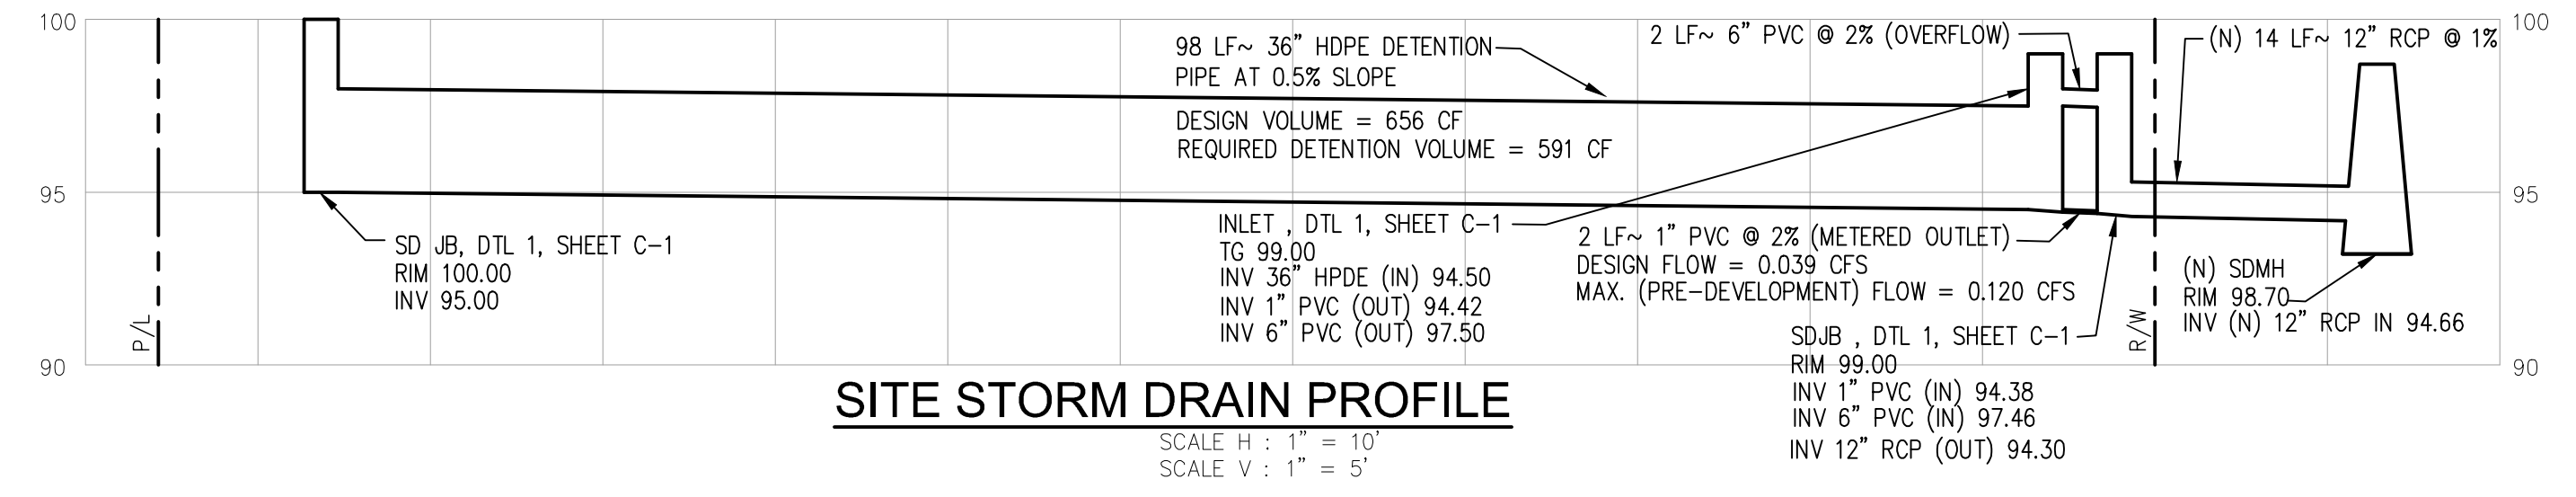 100
95
90
P/L
SD JB, DTL 1, SHEET C-1
RIM 100.00
INV 95.00
98 LF~ 36" HDPE DETENTION
PIPE AT 0.5% SLOPE
DESIGN VOLUME = 656 CF
REQUIRED DETENTION VOLUME = 591 CF
INLET , DTL 1, SHEET C-1
TG 99.00
INV 36" HPDE (IN) 94.50
INV 1" PVC (OUT) 94.42
INV 6" PVC (OUT) 97.50
2 LF~ 6" PVC @ 2% (OVERFLOW)
2 LF~ 1" PVC @ 2% (METERED OUTLET)
DESIGN FLOW = 0.039 CFS
MAX. (PRE-DEVELOPMENT) FLOW = 0.120 CFS
SDJB , DTL 1, SHEET C-1
RIM 99.00
INV 1" PVC (IN) 94.38
INV 6" PVC (IN) 97.46
INV 12" RCP (OUT) 94.30
R/W
(N) 14 LF~ 12" RCP @ 1%
(N) SDMH
RIM 98.70
INV (N) 12" RCP IN 94.66
100
95
90
SITE STORM DRAIN PROFILE
SCALE H : 1" = 10'
SCALE V : 1" = 5'